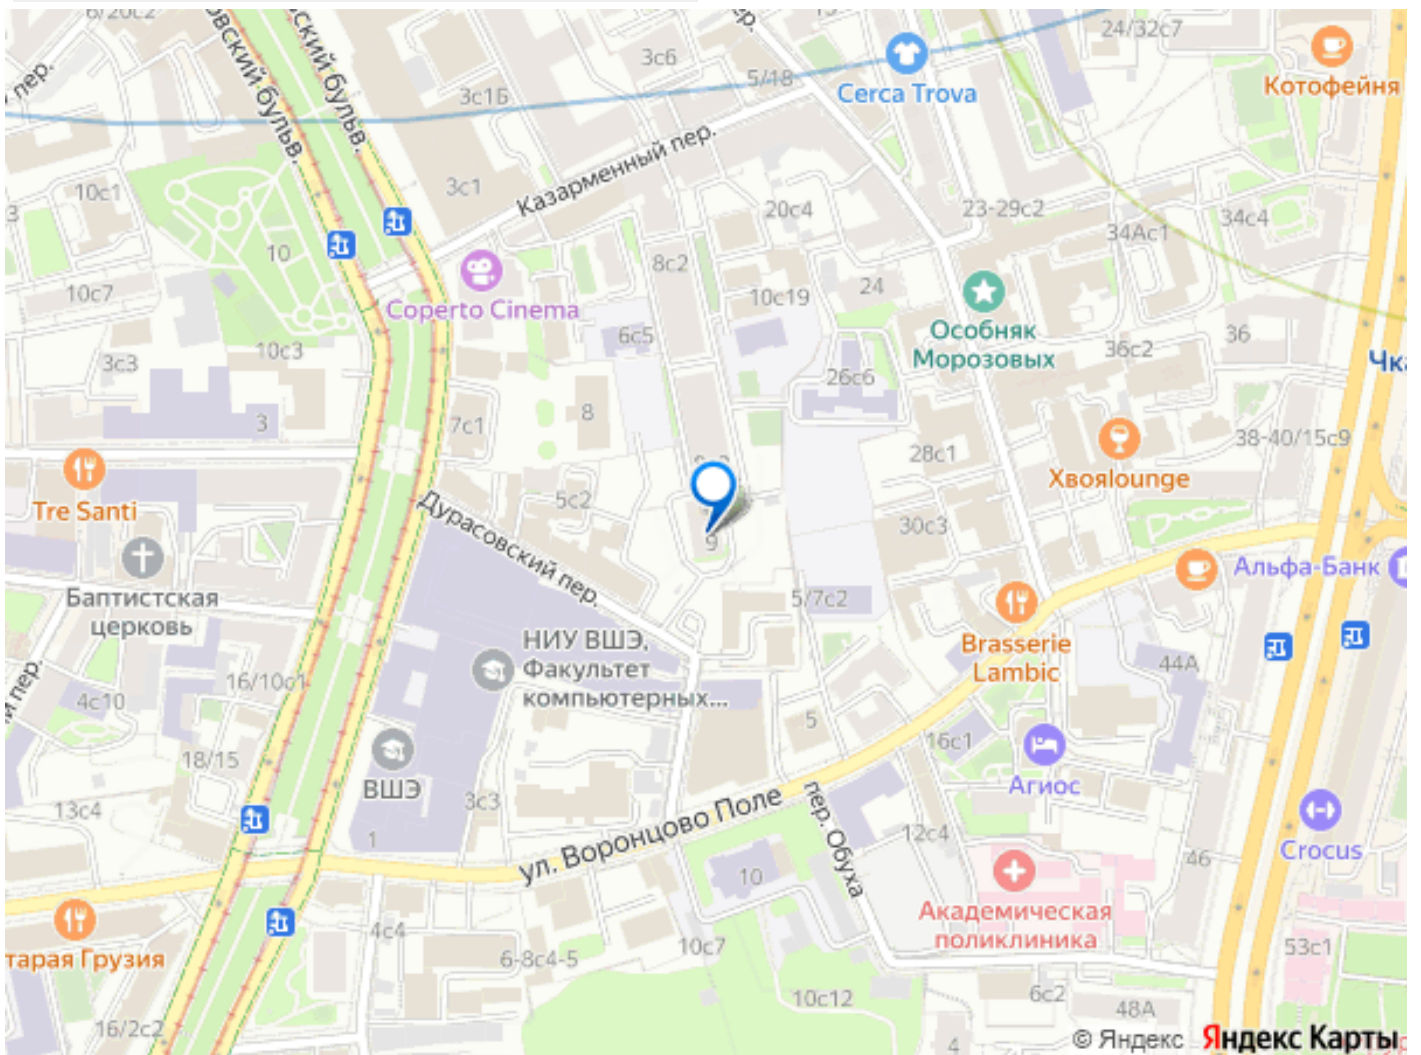 6/20с2
вский бульв.
ский бульв.
пер.
пер.
3с6
5/18
3с1Б
24/32с7
Cerca Trova
Котофейня
Казарменный пер.
10с1
3с1
3
10
20с4
23-29с2
34Ас1
34с4
8с2
10с7
10с19
24
Coperto Cinema
6с5
Особняк
Морозовых
36с2
36
Чка
10с3
3с3
26с6
3
7с1
8
28с1
38-40/15с9
Хвояlounge
Tre Santi
5с2
30с3
Дурасовский пер.
9
Альфа-Банк
Баптистская
церковь
5/7с2
НИУ ВШЭ,
Факультет
компьютерных...
Brasserie
Lambic
44А
16/10с1
4с10
й пер.
18/15
5
16с1
ВШЭ
3с3
Агиос
13с4
1
ул. Воронцово Поле
пер. Обуха
12с4
46
Crocus
10
Академическая
поликлиника
4с4
тарая Грузия
6-8с4-5
10с7
53с1
10с12
6с2
48А
16/2с2
4
© Яндекс Яндекс Карты